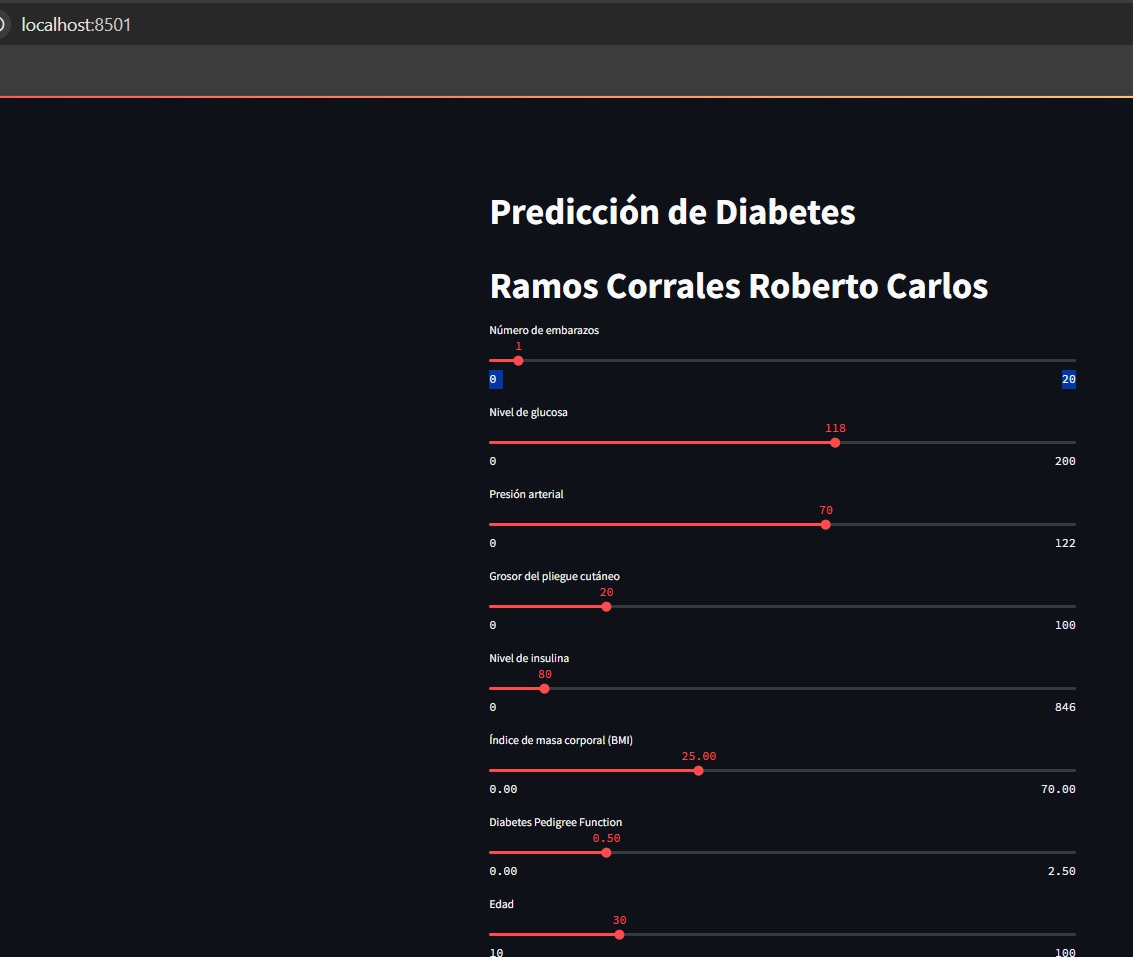 localhost:8501
Predicción de Diabetes
Ramos Corrales Roberto Carlos
Número de embarazos
1
0 20
Nivel de glucosa
118
0 200
Presión arterial
70
0 122
Grosor del pliegue cutáneo
20
0 100
Nivel de insulina
80
0 846
Índice de masa corporal (BMI)
25.00
0.00 70.00
Diabetes Pedigree Function
0.50
0.00 2.50
Edad
30
10 100